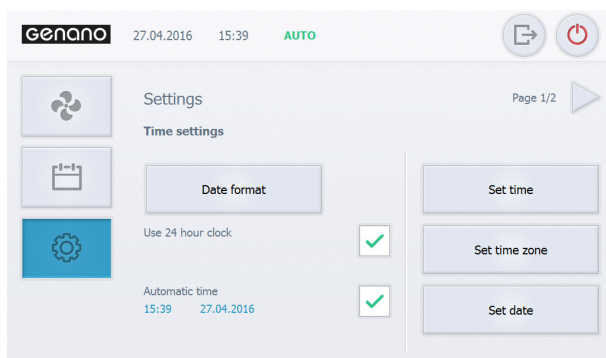 Genano 27.04.2016 15:39 AUTO
Settings
Page 1/2
Time settings
Date format
Set time
Use 24 hour clock
Set time zone
Automatic time
15:39 27.04.2016
Set date